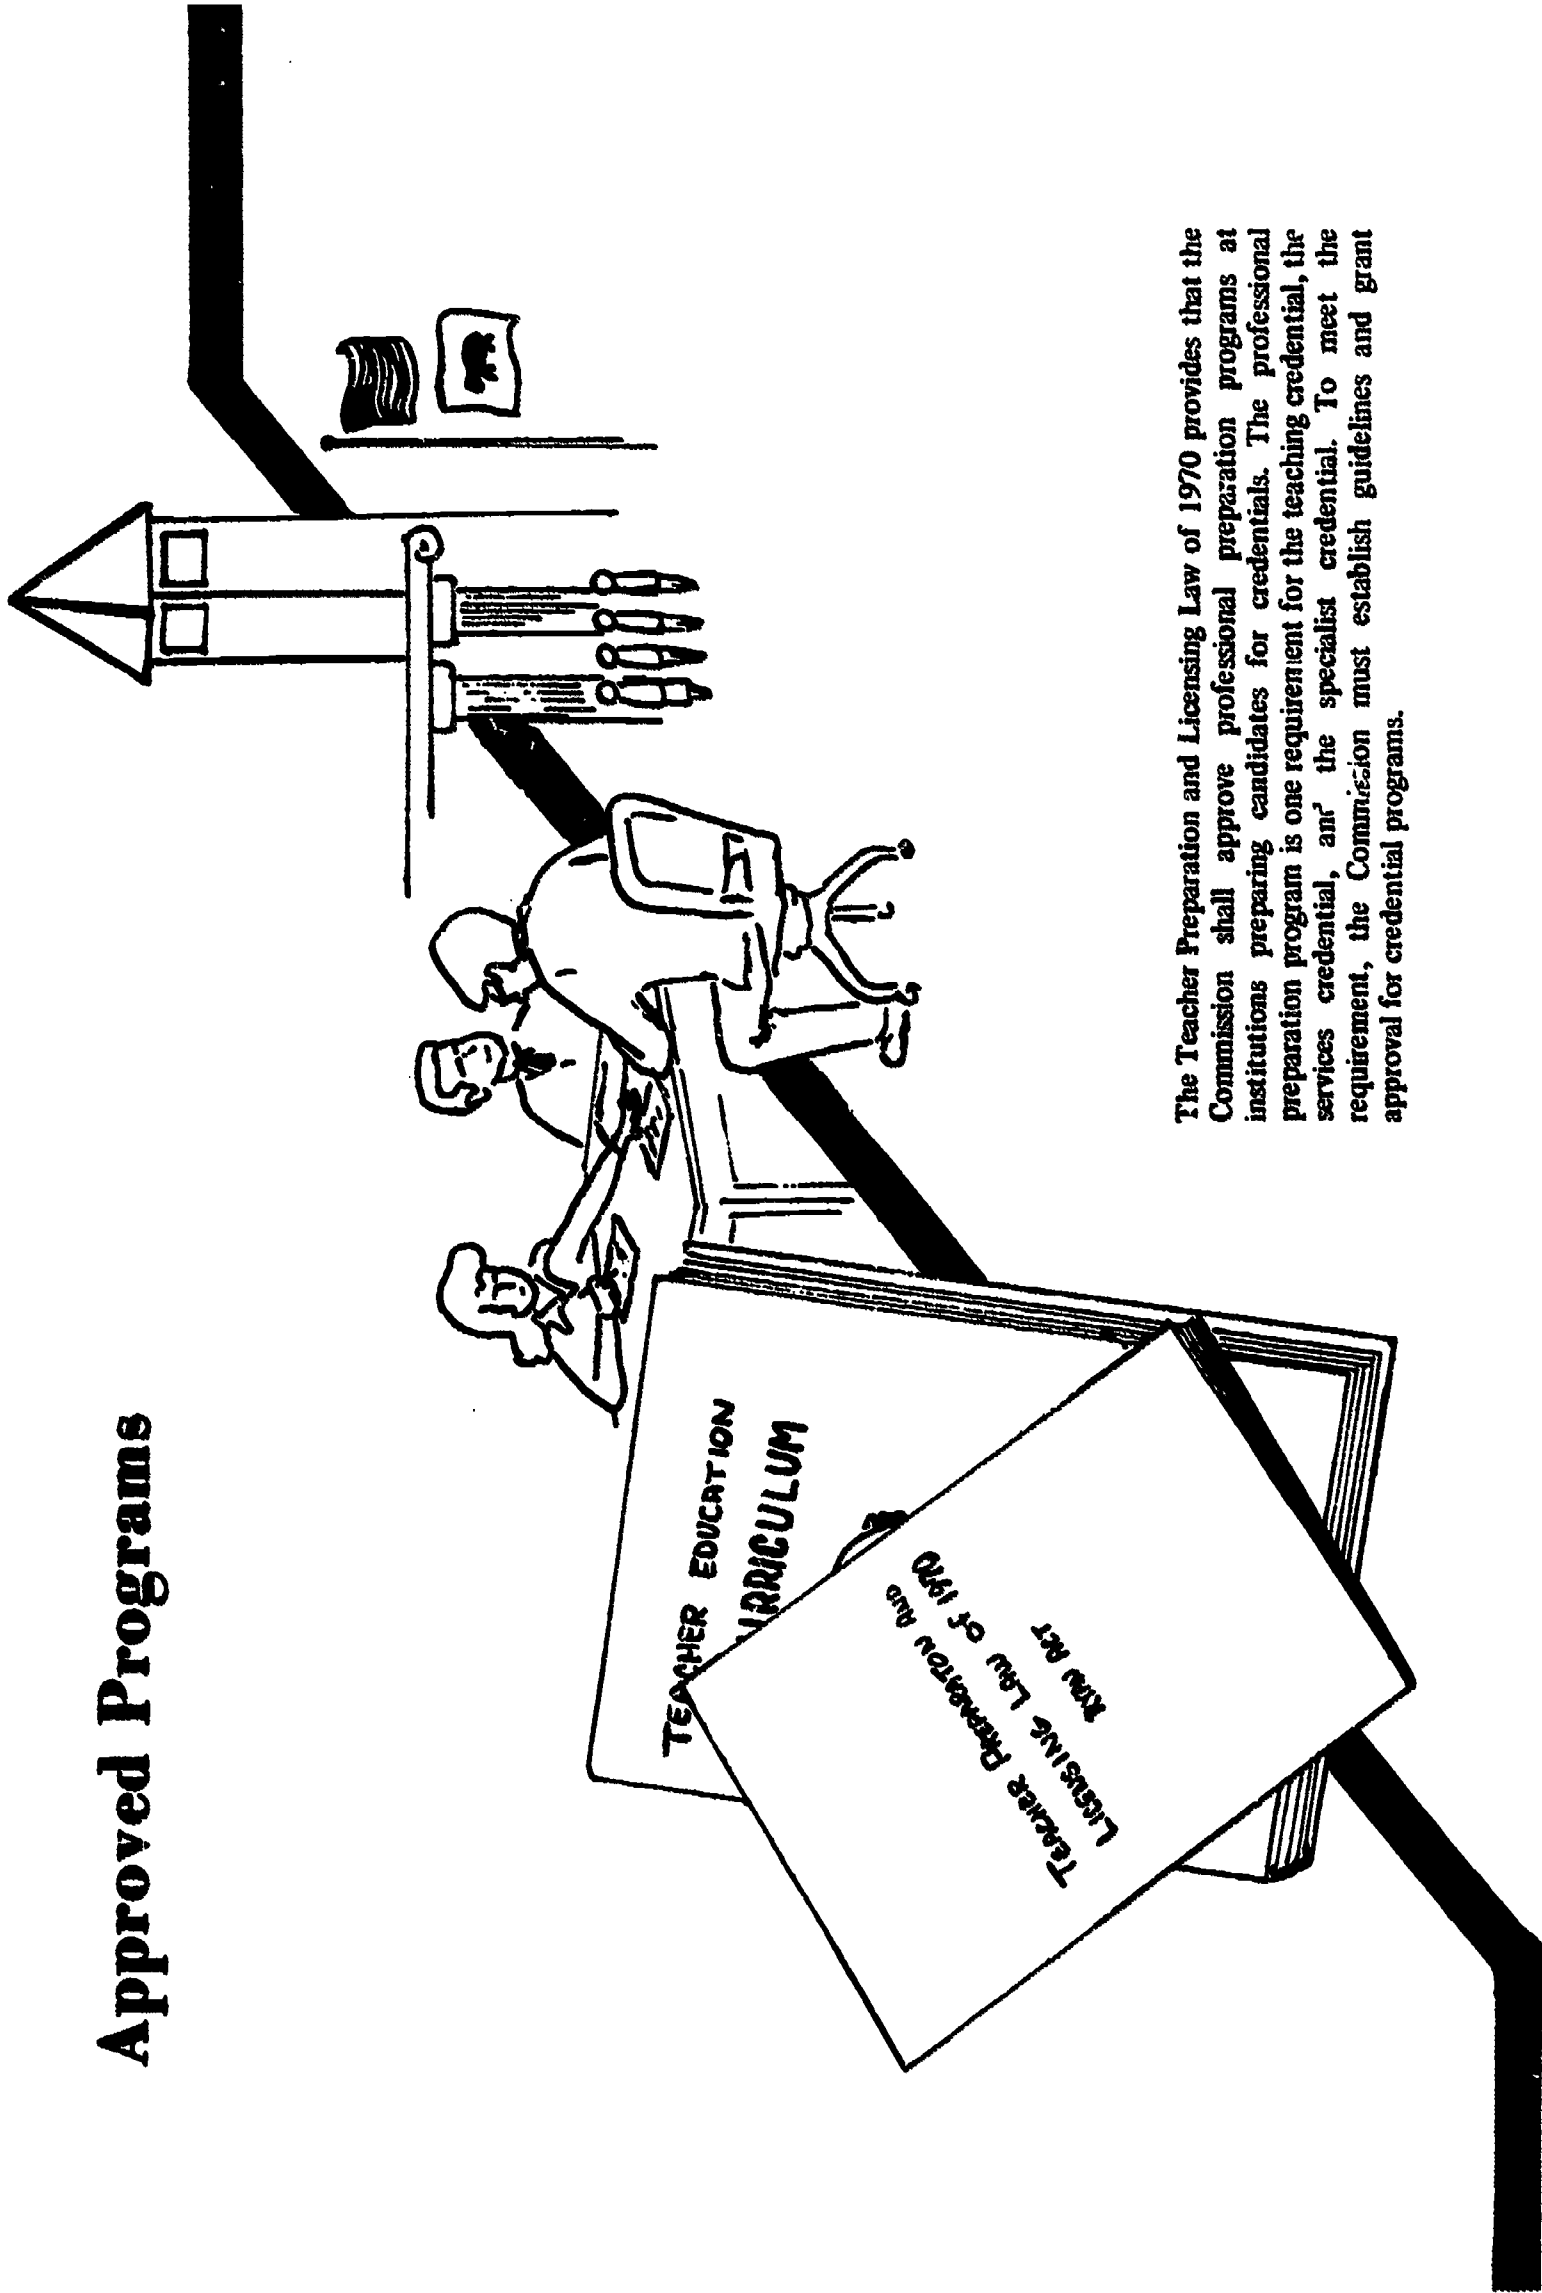 Approved Programs
TEACHER EDUCATION
URRICULUM
TEACHER PREPARATON AND
LICENSING LAW OF 1970
RYAN ACT
The Teacher Preparation and Licensing Law of 1970 provides that the
Commission shall approve professional preparation programs at
institutions preparing candidates for credentials. The professional
preparation program is one requirement for the teaching credential, the
services credential, and the specialist credential. To meet the
requirement, the Commission must establish guidelines and grant
approval for credential programs.